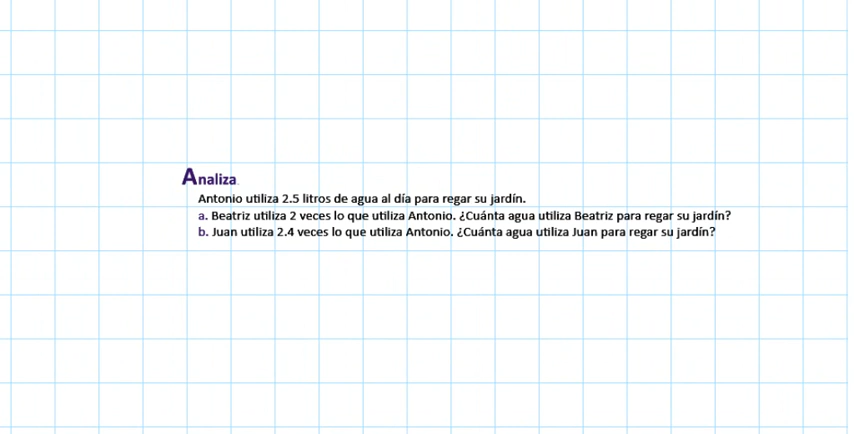 Analiza
Antonio utiliza 2.5 litros de agua al día para regar su jardín.
a. Beatriz utiliza 2 veces lo que utiliza Antonio. ¿Cuánta agua utiliza Beatriz para regar su jardín?
b. Juan utiliza 2.4 veces lo que utiliza Antonio. ¿Cuánta agua utiliza Juan para regar su jardín?